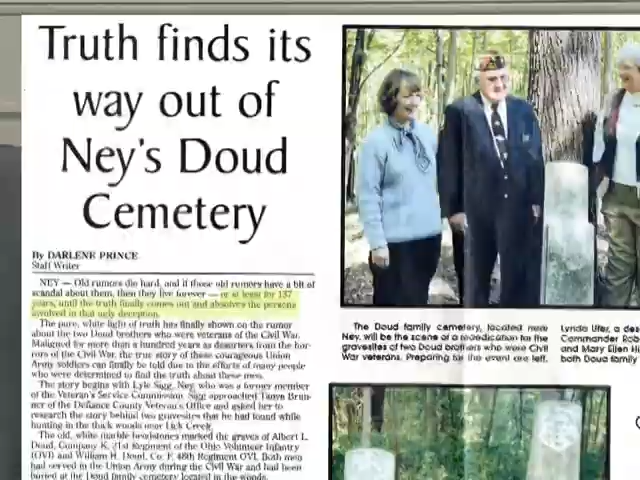 Truth finds its
way out of
Ney's Doud
Cemetery
By DARLENE PRINCE
Staff Writer
NEY — Old rumors die hard, and if those old rumors have a bit of
scandal about them, then they live forever — or at least for 137
years, until the truth finally comes out and absolves the persons
involved in that ugly deception.
The pure, white light of truth has finally shown on the rumor
about the two Doud brothers who were veterans of the Civil War.
Maligned for more than a hundred years as deserters from the hor-
rors of the Civil War, the true story of these courageous Union
Army soldiers can finally be told due to the efforts of many people
who were determined to find the truth about these men.
The story begins with Lyle Sigg, Ney, who was a former member
of the Veteran's Service Commission. Sigg approached Tanya Brun-
ner of the Defiance County Veteran's Office and asked her to
research the story behind two gravesites that he had found while
hunting in the thick woods near Lick Creek.
The old, white marble headstones marked the graves of Albert L.
Doud, Company K, 21st Regiment of the Ohio Volunteer Infantry
(OVI) and William H. Doud, Co. F, 48th Regiment OVI. Both men
had served in the Union Army during the Civil War and had been
buried at the Doud family cemetery located in the woods.
The Doud family cemetery, located near
Ney, will be the scene of a rededication for the
gravesites of two Doud brothers who were Civil
War veterans. Preparing for the event are left,
Lynda
Commander Rob
and Mary Ellen Hi
both Doud family